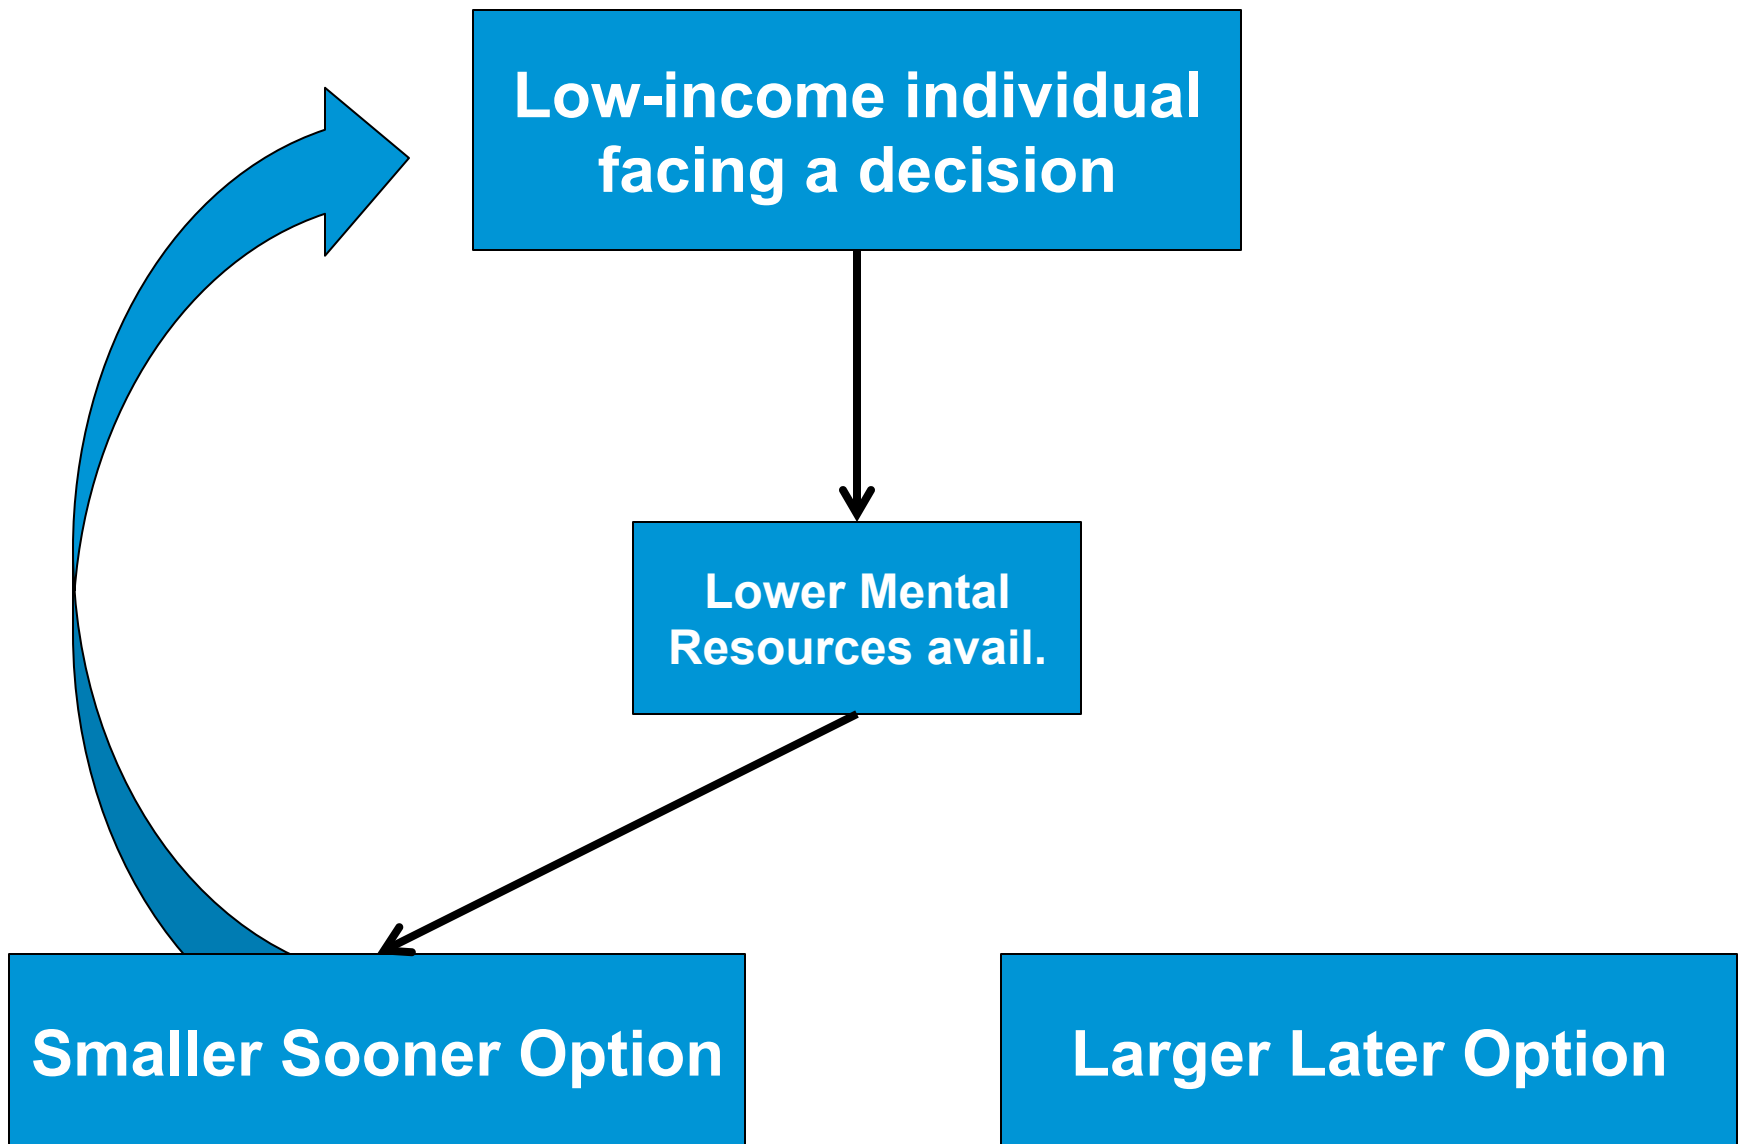 Low-income individual
facing a decision
Lower Mental
Resources avail.
Smaller Sooner Option
Larger Later Option